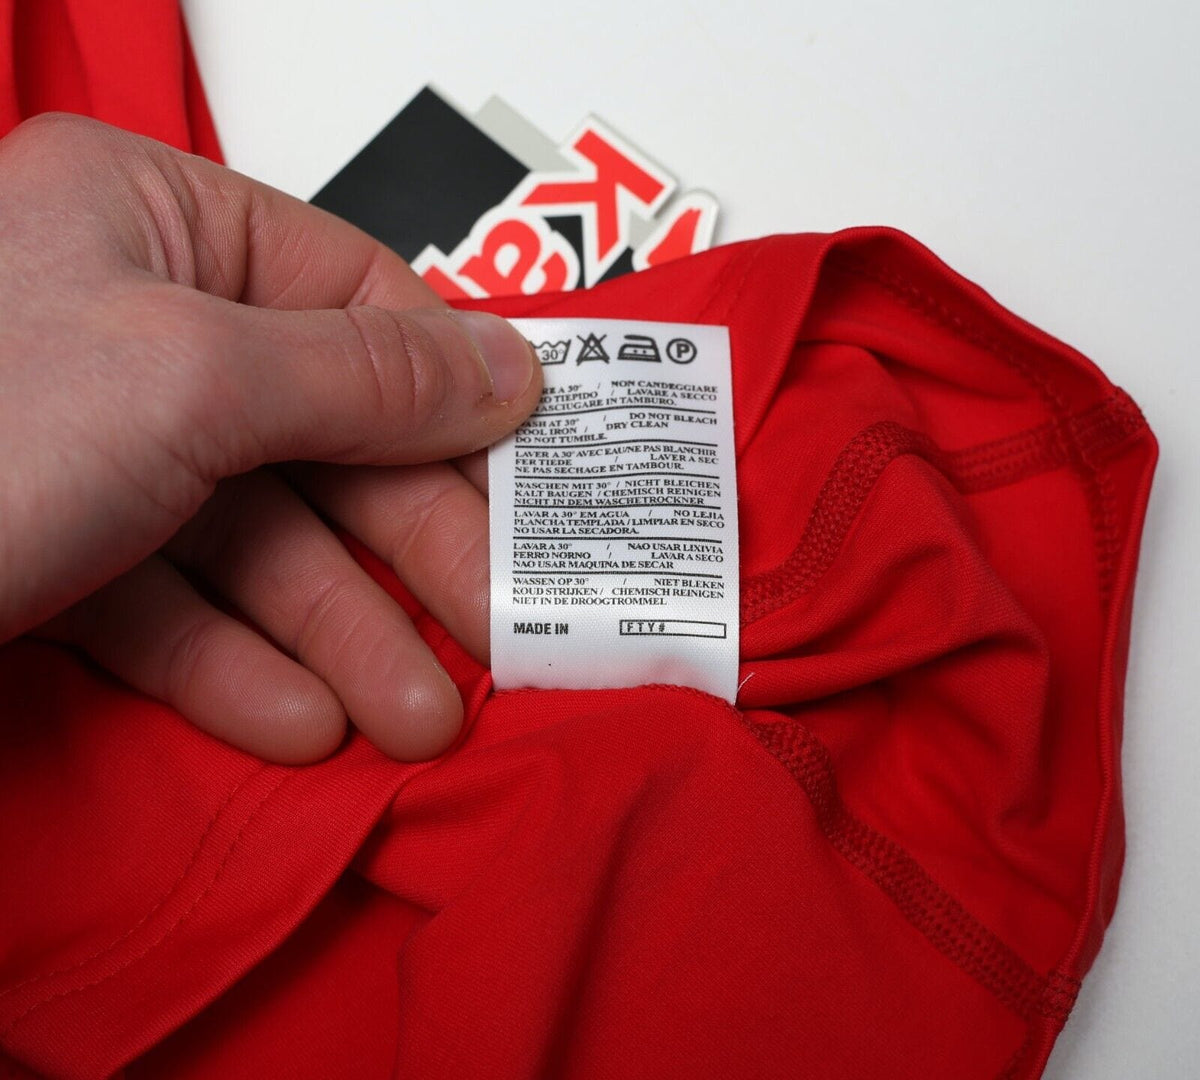 Ka
30°
P
RE A 30° / NON CANDEGGIARE
RO TIEPIDO / LAVARE A SECCO
ASCIUGARE IN TAMBURO.
ASH AT 30° / DO NOT BLEACH
COOL IRON / DRY CLEAN
DO NOT TUMBLE.
LAVER A 30° AVEC EAU/NE PAS BLANCHIR
FER TIEDE / LAVER A SEC
NE PAS SECHAGE EN TAMBOUR.
WASCHEN MIT 30° / NICHT BLEICHEN
KALT BAUGEN / CHEMISCH REINIGEN
NICHT IN DEM WASCHETROCKNER
LAVAR A 30° EM AGUA / NO LEJIA
PLANCHA TEMPLADA / LIMPIAR EN SECO
NO USAR LA SECADORA.
LAVAR A 30° / NAO USAR LIXIVIA
FERRO NORNO / LAVAR A SECO
NAO USAR MAQUINA DE SECAR
WASSEN OP 30° / NIET BLEKEN
KOUD STRIJKEN / CHEMISCH REINIGEN
NIET IN DE DROOGTROMMEL
MADE IN FTY#